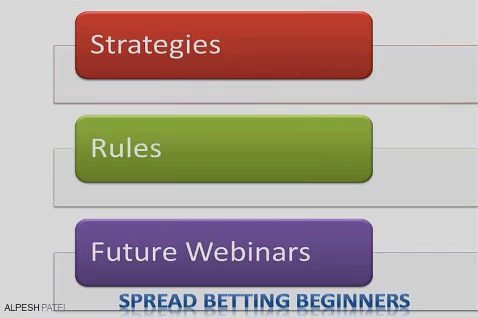 Strategies
Rules
Future Webinars
ALPESH PATEL
SPREAD BETTING BEGINNERS